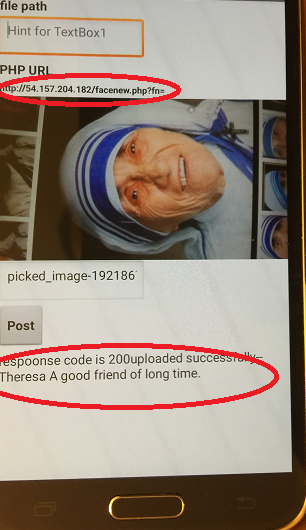 file path
Hint for TextBox1
PHP URL
http://54.157.204.182/facenew.php?fn=
picked_image-192186
Post
respoonse code is 200uploaded successfully--
Theresa A good friend of long time.